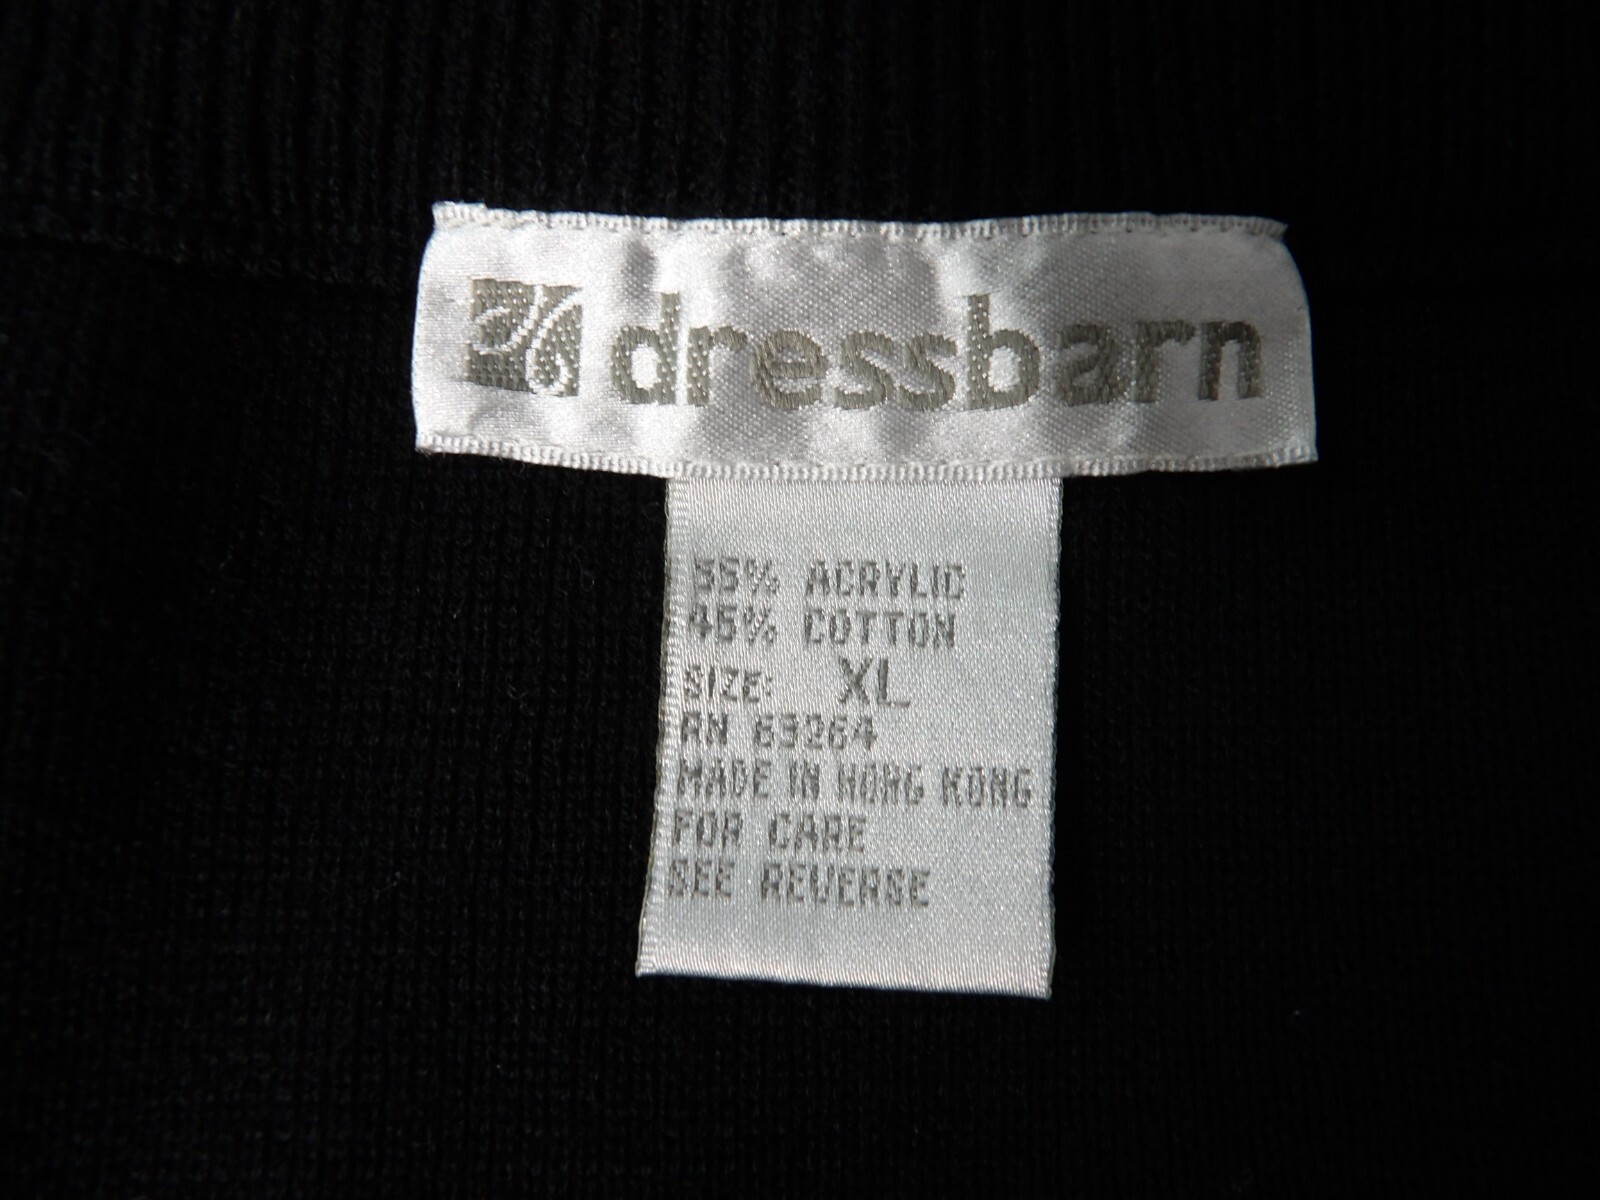 dressbarn
55% ACRYLIC
45% COTTON
SIZE: XL
RN 63264
MADE IN HONG KONG
FOR CARE
SEE REVERSE